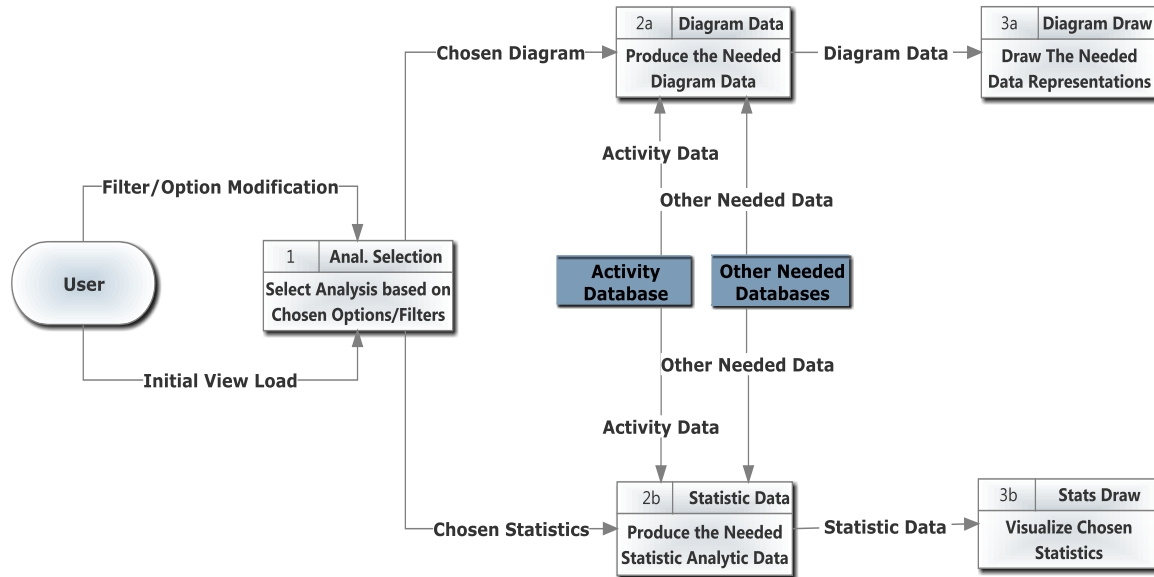 2a Diagram Data
3a Diagram Draw
Chosen Diagram
Produce the Needed
Diagram Data
Diagram Data
Draw The Needed
Data Representations
Activity Data
Filter/Option Modification
Other Needed Data
1 Anal. Selection
User
Select Analysis based on
Chosen Options/Filters
Activity
Database
Other Needed
Databases
Initial View Load
Other Needed Data
Activity Data
2b Statistic Data
3b Stats Draw
Chosen Statistics
Produce the Needed
Statistic Analytic Data
Statistic Data
Visualize Chosen
Statistics